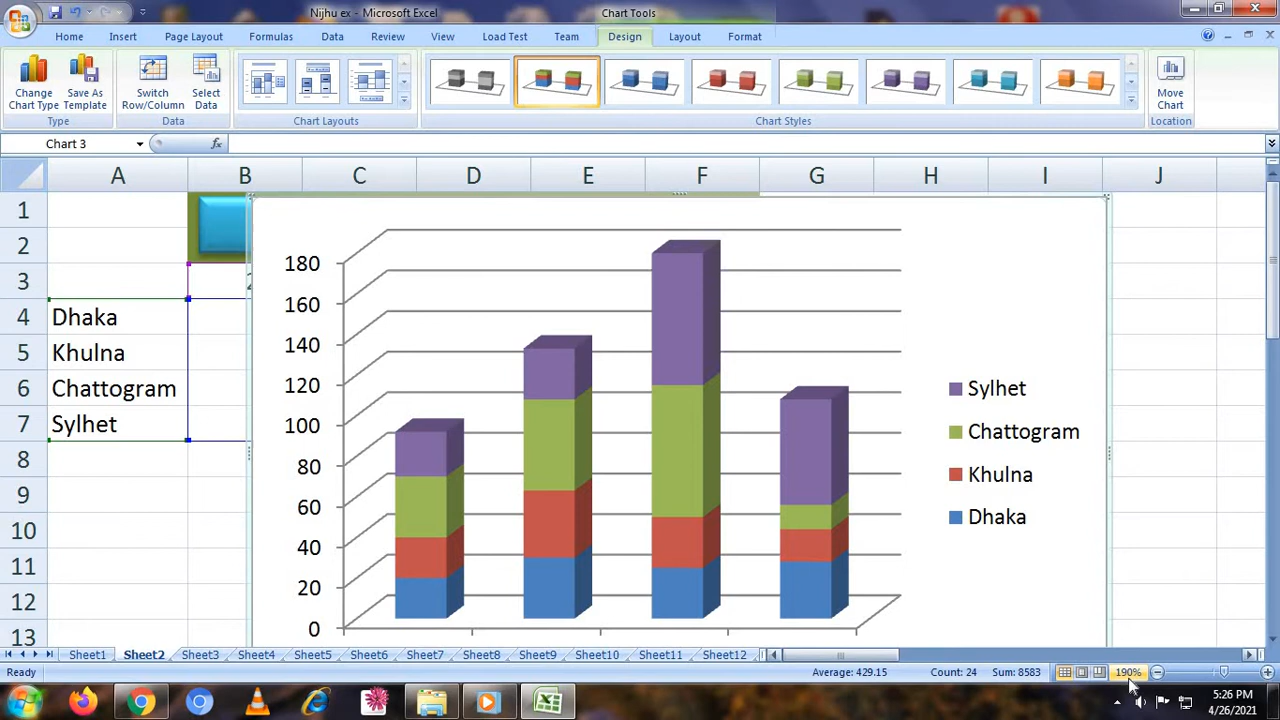 Nijhu ex - Microsoft Excel
Chart Tools
Home Insert Page Layout Formulas Data Review View Load Test Team Design Layout Format
Change Chart Type
Save As Template
Switch Row/Column
Select Data
Move Chart
Type Data Chart Layouts Chart Styles Location
Chart 3
fx
A B C D E F G H I J
1
2
3
4 Dhaka
5 Khulna
6 Chattogram
7 Sylhet
8
9
10
11
12
13
180
160
140
120
100
80
60
40
20
0
Sylhet
Chattogram
Khulna
Dhaka
Sheet1 Sheet2 Sheet3 Sheet4 Sheet5 Sheet6 Sheet7 Sheet8 Sheet9 Sheet10 Sheet11 Sheet12
Ready Average: 429.15 Count: 24 Sum: 8583 190%
5:26 PM
4/26/2021